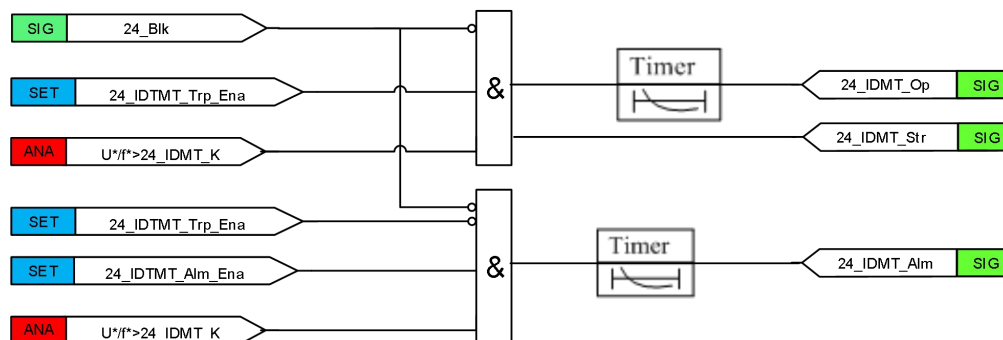 SIG 24_Blk
&
Timer
SET 24_IDTMT_Trp_Ena
24_IDMT_Op SIG
24_IDMT_Str SIG
ANA U*/f*>24_IDMT_K
SET 24_IDTMT_Trp_Ena
&
Timer
SET 24_IDTMT_Alm_Ena
24_IDMT_Alm SIG
ANA U*/f*>24_IDMT_K